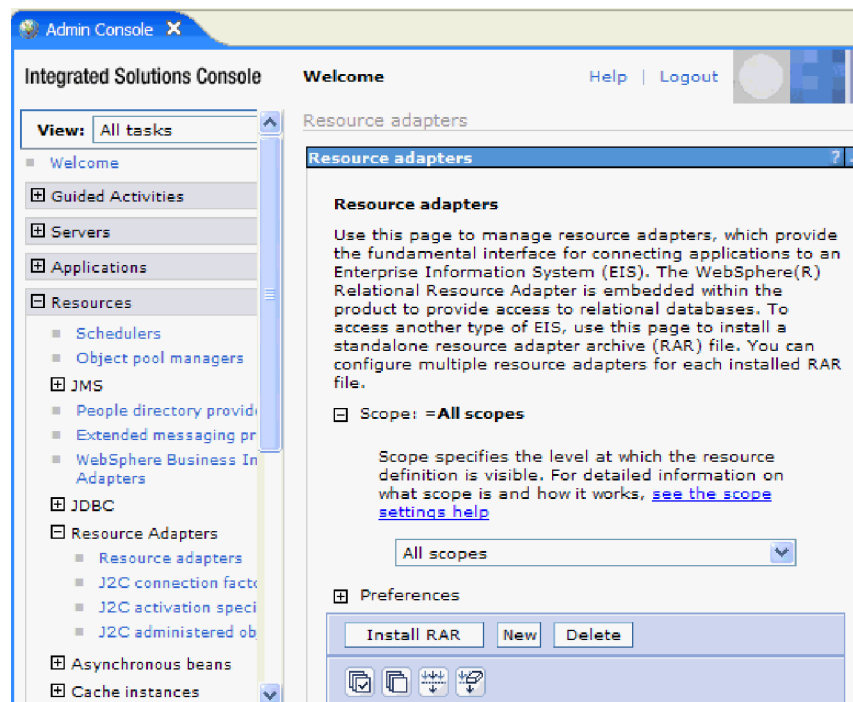 Admin Console
Integrated Solutions Console
Welcome
Help | Logout
View: All tasks
Welcome
Guided Activities
Servers
Applications
Resources
Schedulers
Object pool managers
JMS
People directory provid
Extended messaging pr
WebSphere Business In
Adapters
JDBC
Resource Adapters
Resource adapters
J2C connection facto
J2C activation speci
J2C administered ob
Asynchronous beans
Cache instances
Resource adapters
Resource adapters
?
Resource adapters
Use this page to manage resource adapters, which provide
the fundamental interface for connecting applications to an
Enterprise Information System (EIS). The WebSphere(R)
Relational Resource Adapter is embedded within the
product to provide access to relational databases. To
access another type of EIS, use this page to install a
standalone resource adapter archive (RAR) file. You can
configure multiple resource adapters for each installed RAR
file.
Scope: =All scopes
Scope specifies the level at which the resource
definition is visible. For detailed information on
what scope is and how it works, see the scope
settings help
All scopes
Preferences
Install RAR
New
Delete